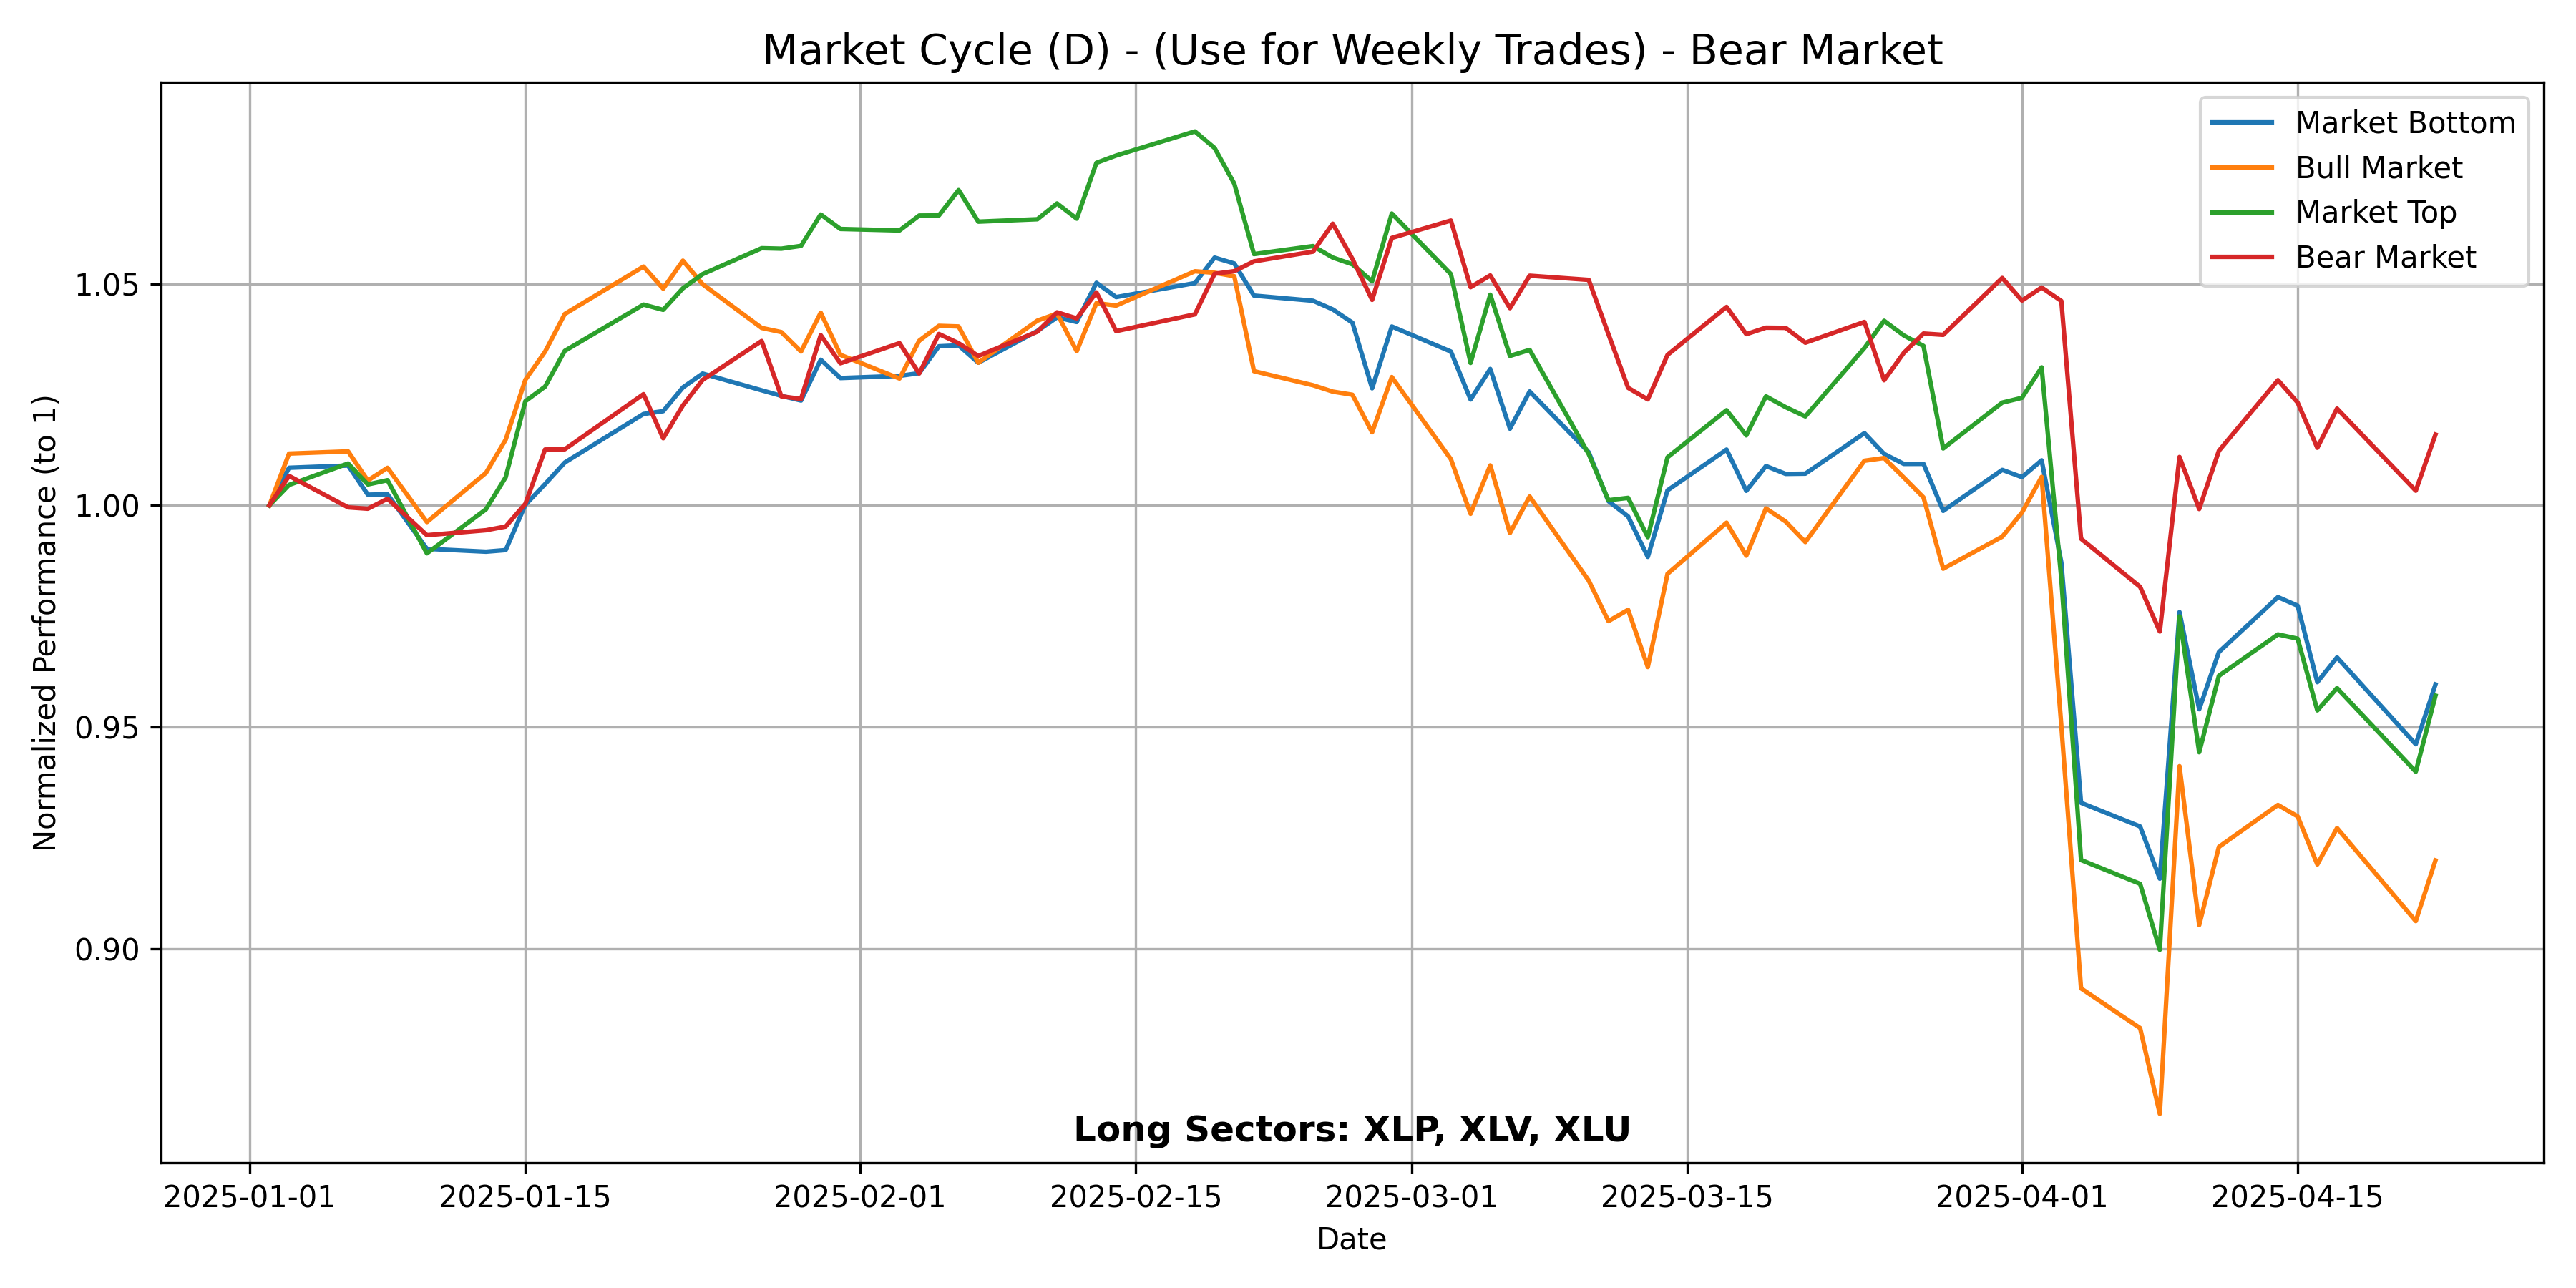 Market Cycle (D) - (Use for Weekly Trades) - Bear Market
Market Bottom
Bull Market
Market Top
Bear Market
Normalized Performance (to 1)
1.05
1.00
0.95
0.90
Long Sectors: XLP, XLV, XLU
2025-01-01
2025-01-15
2025-02-01
2025-02-15
2025-03-01
2025-03-15
2025-04-01
2025-04-15
Date